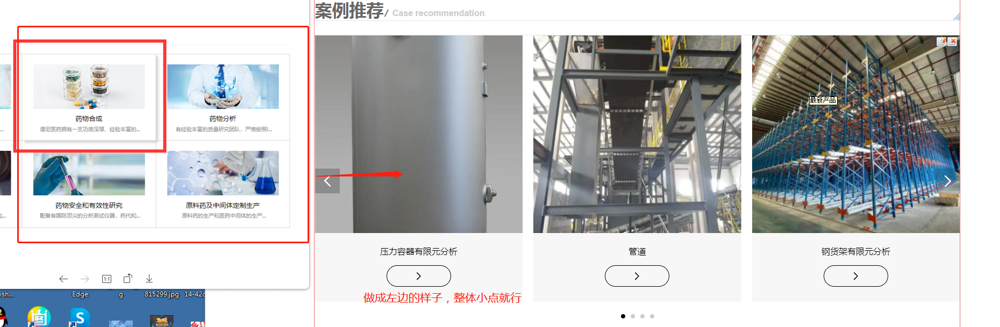 案例推荐/ Case recommendation
最新产品
药物合成
谱尼医药拥有一支功底深厚、经验丰富的...
药物分析
有经验丰富的质量研究团队，严格按照I...
药物安全和有效性研究
配备有国际顶尖的分析测试仪器，药代和...
原料药及中间体定制生产
原料药的生产和医药中间体的生产...
压力容器有限元分析
管道
钢货架有限元分析
做成左边的样子，整体小点就行
1:1
osh...
Edge
g
815299.jpg
14-42c